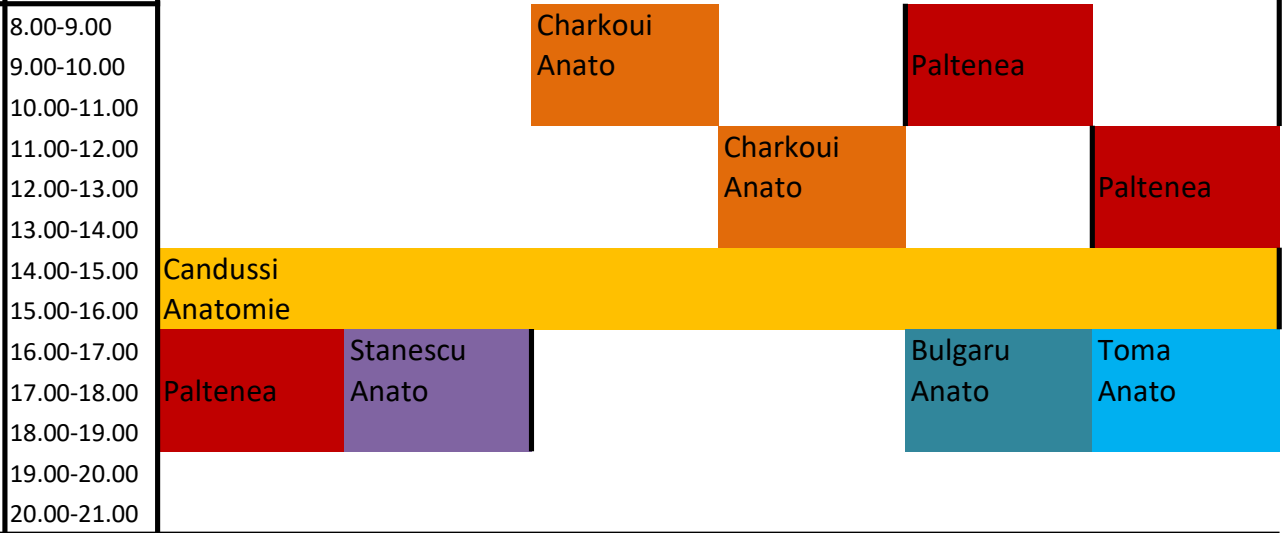 8.00-9.00 Charkoui
9.00-10.00 Anato Paltenea
10.00-11.00
11.00-12.00 Charkoui
12.00-13.00 Anato Paltenea
13.00-14.00
14.00-15.00 Candussi
15.00-16.00 Anatomie
16.00-17.00 Stanescu Bulgaru Toma
17.00-18.00 Paltenea Anato Anato Anato
18.00-19.00
19.00-20.00
20.00-21.00